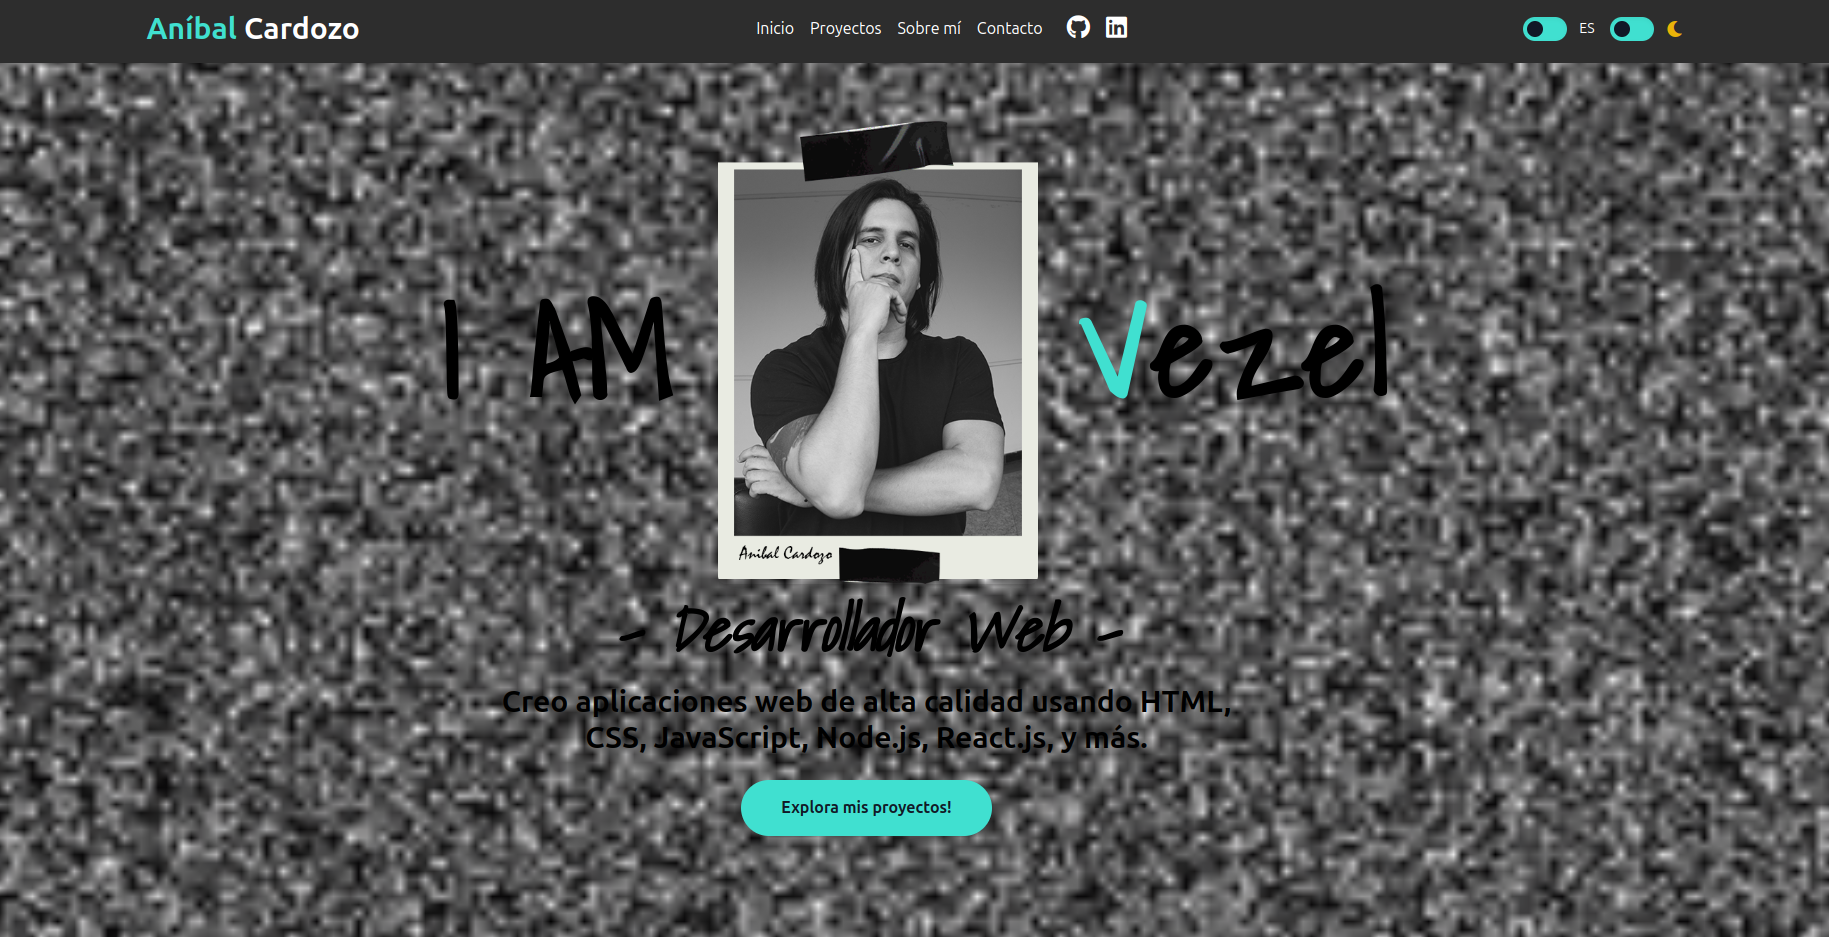 Aníbal Cardozo
Inicio Proyectos Sobre mí Contacto
ES
I AM
Vezel
Anibal Cardozo
- Desarrollador Web -
Creo aplicaciones web de alta calidad usando HTML,
CSS, JavaScript, Node.js, React.js, y más.
Explora mis proyectos!